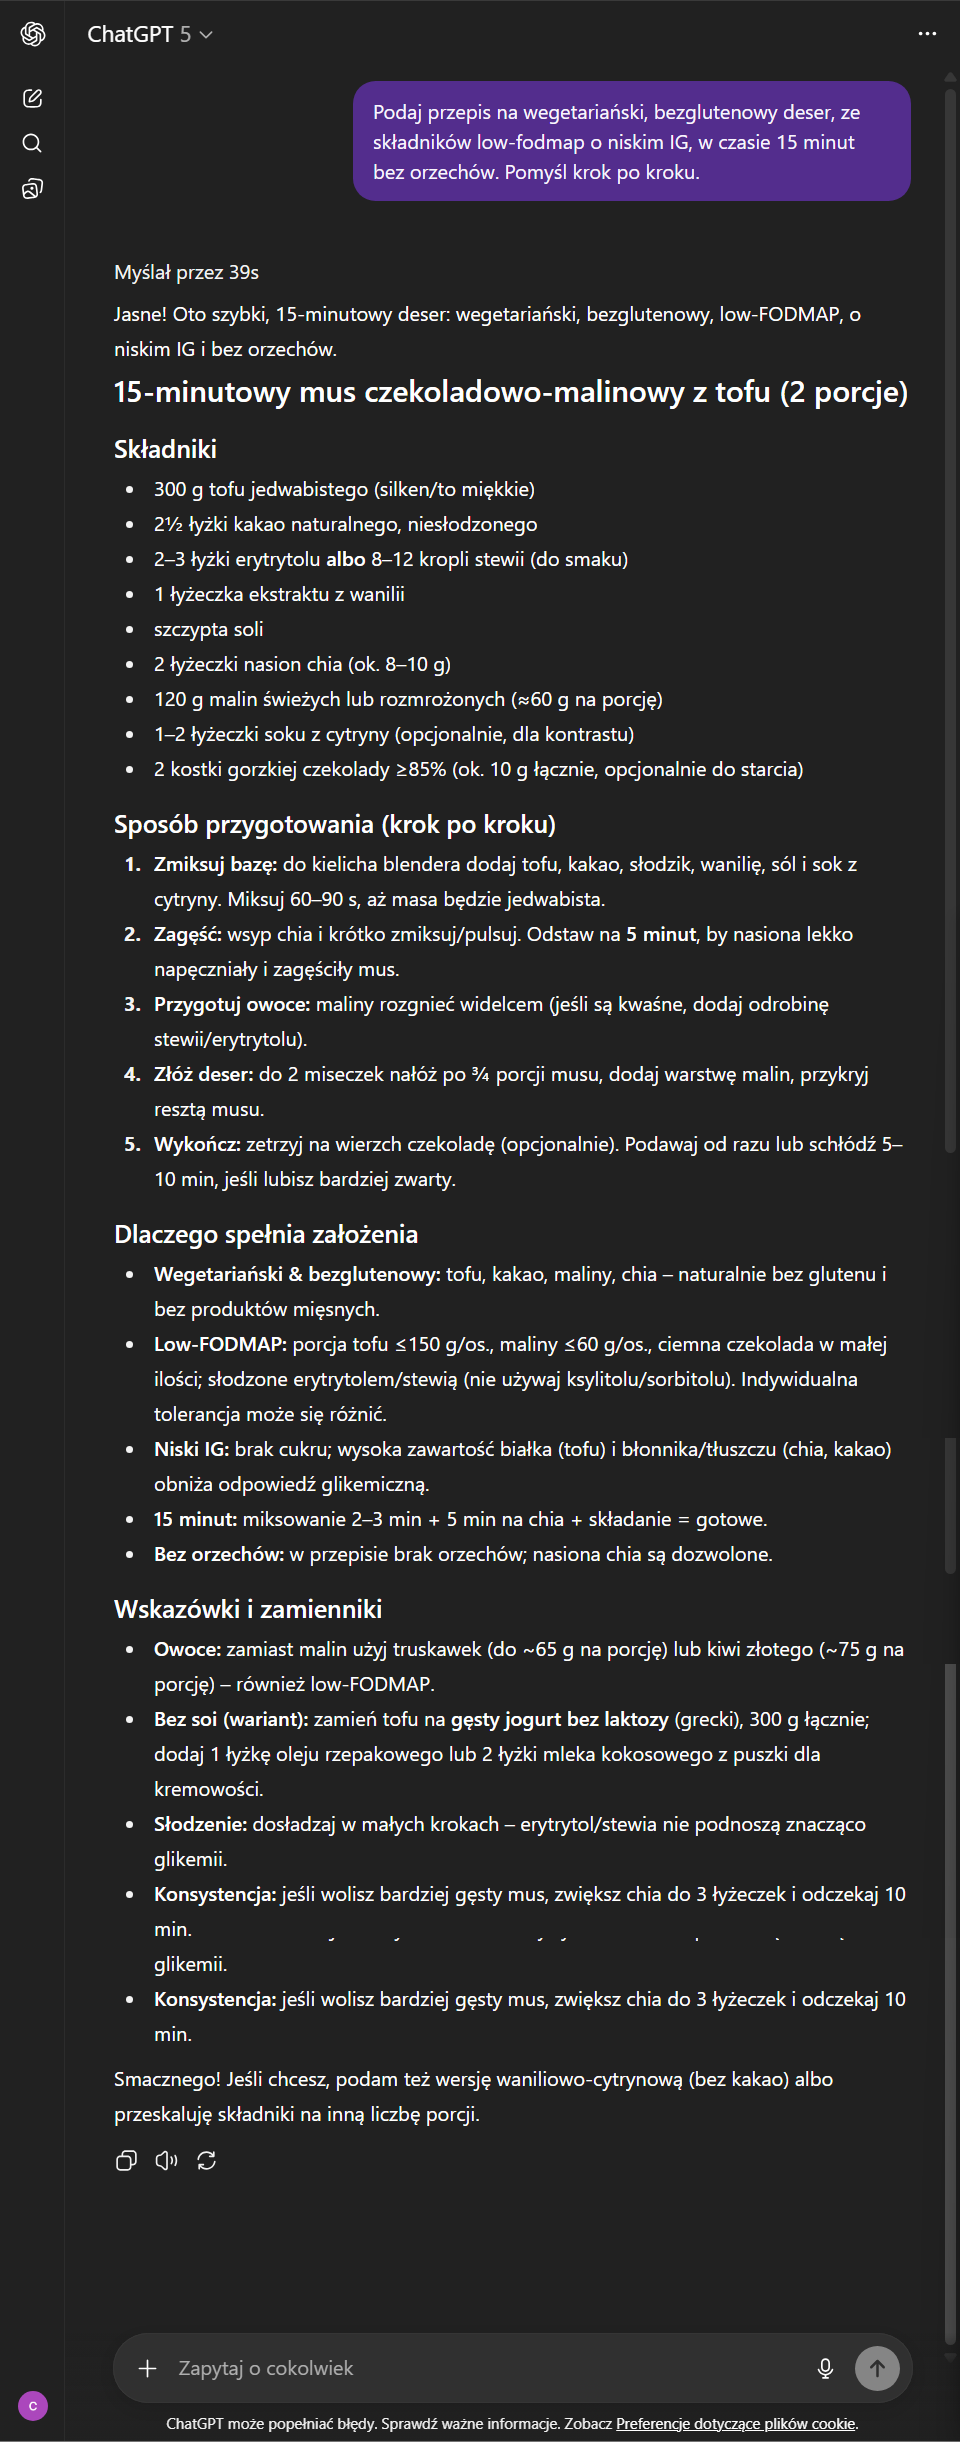 ChatGPT 5
Podaj przepis na wegetariański, bezglutenowy deser, ze
składników low-fodmap o niskim IG, w czasie 15 minut
bez orzechów. Pomyśl krok po kroku.
Myślał przez 39s
Jasne! Oto szybki, 15-minutowy deser: wegetariański, bezglutenowy, low-FODMAP, o
niskim IG i bez orzechów.
15-minutowy mus czekoladowo-malinowy z tofu (2 porcje)
Składniki
• 300 g tofu jedwabistego (silken/to miękkie)
• 2½ łyżki kakao naturalnego, niesłodzonego
• 2–3 łyżki erytrytolu albo 8–12 kropli stewii (do smaku)
• 1 łyżeczka ekstraktu z wanilii
• szczypta soli
• 2 łyżeczki nasion chia (ok. 8–10 g)
• 120 g malin świeżych lub rozmrożonych (≈60 g na porcję)
• 1–2 łyżeczki soku z cytryny (opcjonalnie, dla kontrastu)
• 2 kostki gorzkiej czekolady ≥85% (ok. 10 g łącznie, opcjonalnie do starcia)
Sposób przygotowania (krok po kroku)
1. Zmiksuj bazę: do kielicha blendera dodaj tofu, kakao, słodzik, wanilię, sól i sok z
cytryny. Miksuj 60–90 s, aż masa będzie jedwabista.
2. Zagęść: wsyp chia i krótko zmiksuj/pulsuj. Odstaw na 5 minut, by nasiona lekko
napęczniały i zagęściły mus.
3. Przygotuj owoce: maliny rozgnieć widelcem (jeśli są kwaśne, dodaj odrobinę
stewii/erytrytolu).
4. Złóż deser: do 2 miseczek nałóż po ¾ porcji musu, dodaj warstwę malin, przykryj
resztą musu.
5. Wykończ: zetrzyj na wierzch czekoladę (opcjonalnie). Podawaj od razu lub schłódź 5–
10 min, jeśli lubisz bardziej zwarty.
Dlaczego spełnia założenia
• Wegetariański & bezglutenowy: tofu, kakao, maliny, chia – naturalnie bez glutenu i
bez produktów mięsnych.
• Low-FODMAP: porcja tofu ≤150 g/os., maliny ≤60 g/os., ciemna czekolada w małej
ilości; słodzone erytrytolem/stewią (nie używaj ksylitolu/sorbitolu). Indywidualna
tolerancja może się różnić.
• Niski IG: brak cukru; wysoka zawartość białka (tofu) i błonnika/tłuszczu (chia, kakao)
obniża odpowiedź glikemiczną.
• 15 minut: miksowanie 2–3 min + 5 min na chia + składanie = gotowe.
• Bez orzechów: w przepisie brak orzechów; nasiona chia są dozwolone.
Wskazówki i zamienniki
• Owoce: zamiast malin użyj truskawek (do ~65 g na porcję) lub kiwi złotego (~75 g na
porcję) – również low-FODMAP.
• Bez soi (wariant): zamień tofu na gęsty jogurt bez laktozy (grecki), 300 g łącznie;
dodaj 1 łyżkę oleju rzepakowego lub 2 łyżki mleka kokosowego z puszki dla
kremowości.
• Słodzenie: dosładzaj w małych krokach – erytrytol/stewia nie podnoszą znacząco
glikemii.
• Konsystencja: jeśli wolisz bardziej gęsty mus, zwiększ chia do 3 łyżeczek i odczekaj 10
min.
glikemii.
• Konsystencja: jeśli wolisz bardziej gęsty mus, zwiększ chia do 3 łyżeczek i odczekaj 10
min.
Smacznego! Jeśli chcesz, podam też wersję waniliowo-cytrynową (bez kakao) albo
przeskaluję składniki na inną liczbę porcji.
Zapytaj o cokolwiek
C
ChatGPT może popełniać błędy. Sprawdź ważne informacje. Zobacz Preferencje dotyczące plików cookie.